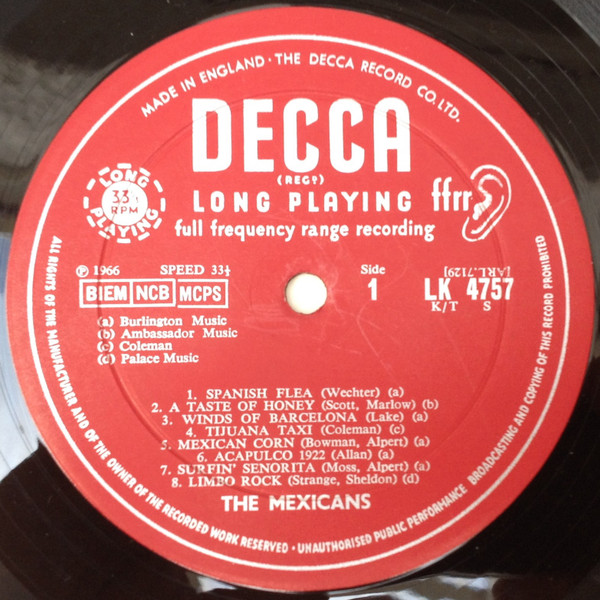 MADE IN ENGLAND · THE DECCA RECORD CO. LTD.
DECCA
(REGD)
LONG PLAYING
LONG PLAYING 33⅓ RPM
ffrr
full frequency range recording
℗ 1966 SPEED 33⅓
Side
1
[ARL.7129]
LK 4757
K/T S
BIEM NCB MCPS
(a) Burlington Music
(b) Ambassador Music
(c) Coleman
(d) Palace Music
1. SPANISH FLEA (Wechter) (a)
2. A TASTE OF HONEY (Scott, Marlow) (b)
3. WINDS OF BARCELONA (Lake) (a)
4. TIJUANA TAXI (Coleman) (c)
5. MEXICAN CORN (Bowman, Alpert) (a)
6. ACAPULCO 1922 (Allan) (a)
7. SURFIN' SENORITA (Moss, Alpert) (a)
8. LIMBO ROCK (Strange, Sheldon) (d)
THE MEXICANS
ALL RIGHTS OF THE MANUFACTURER AND OF THE OWNER OF THE RECORDED WORK RESERVED · UNAUTHORISED PUBLIC PERFORMANCE BROADCASTING AND COPYING OF THIS RECORD PROHIBITED